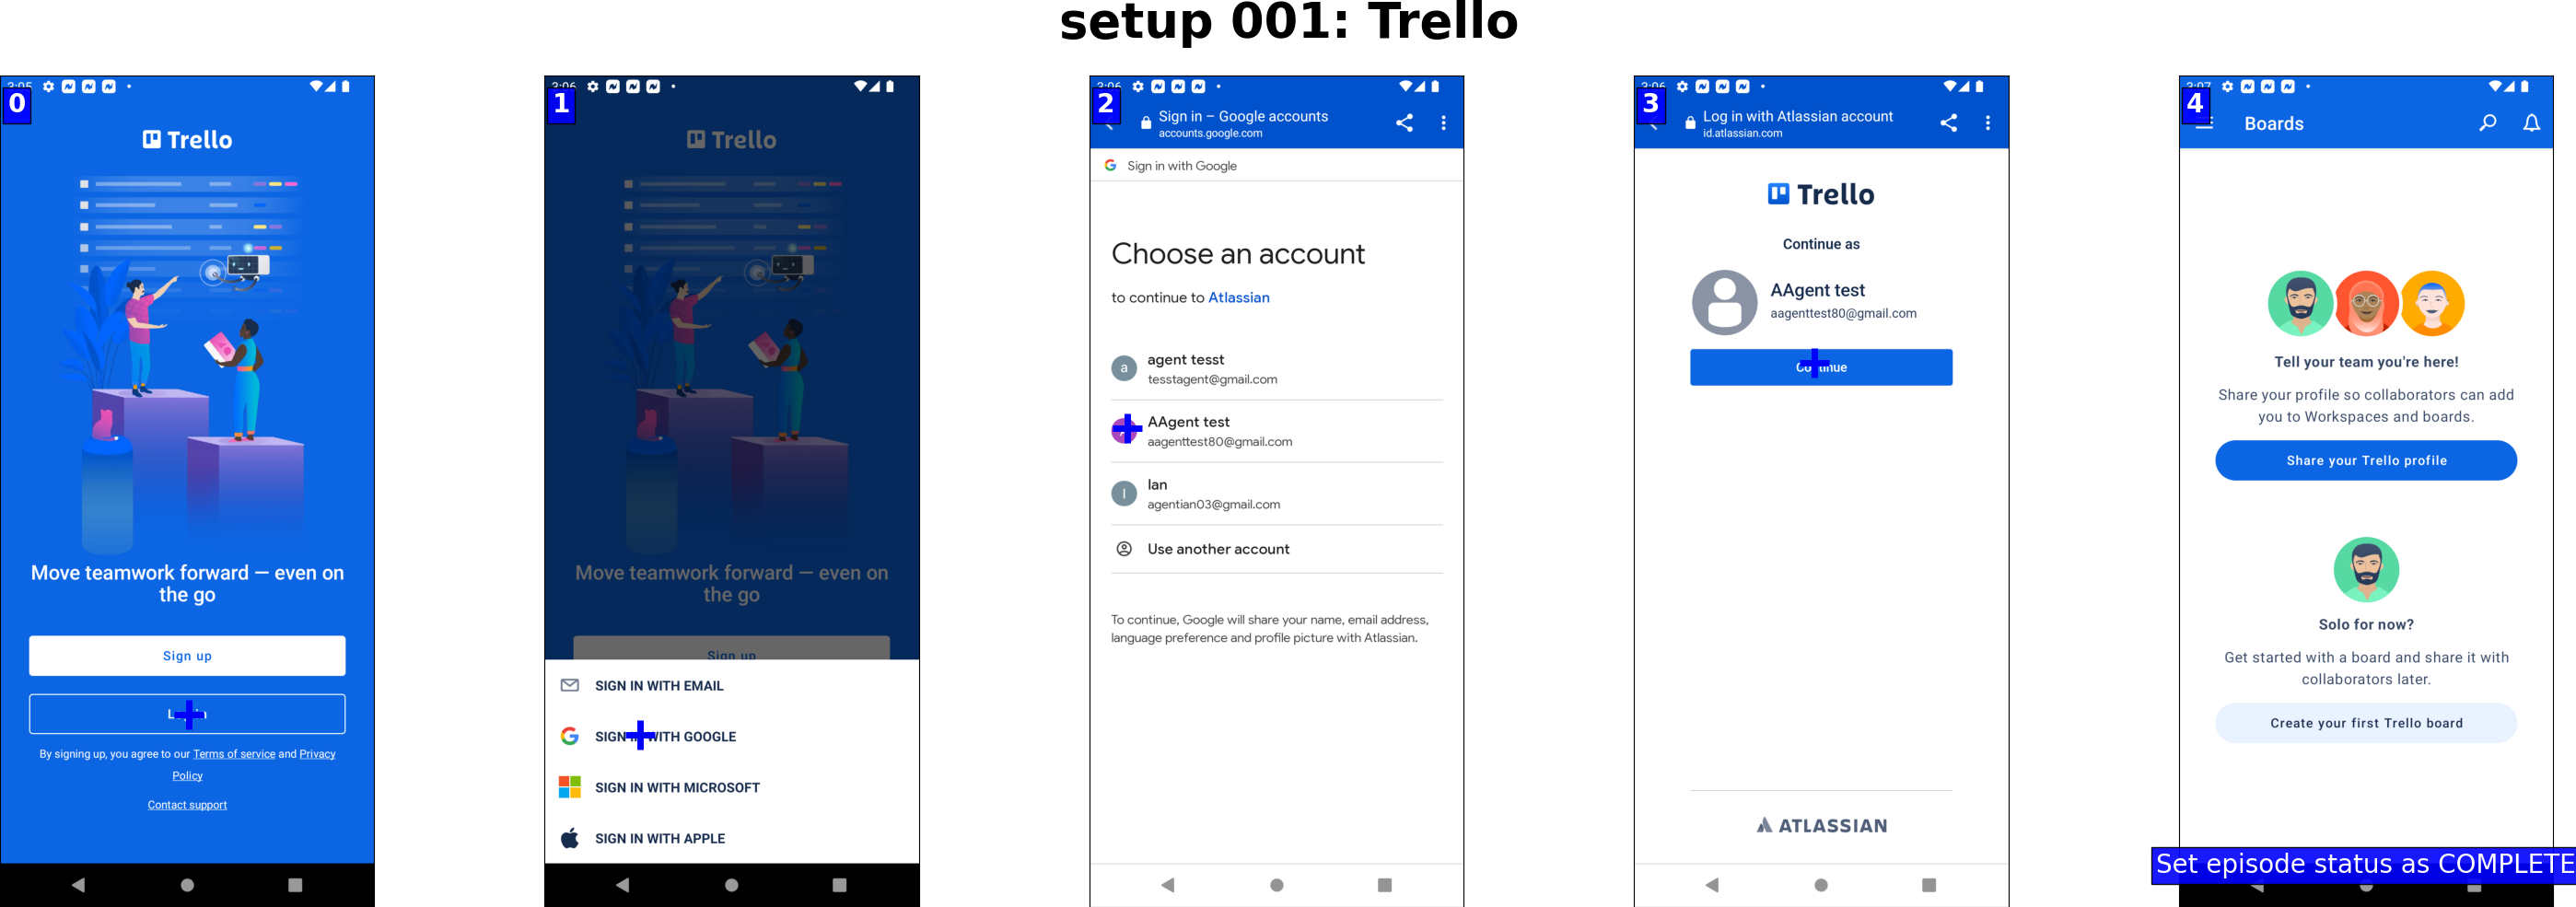 setup 001: Trello
0
Trello
Move teamwork forward — even on
the go
Sign up
By signing up, you agree to our Terms of service and Privacy
Policy
Contact support
1
Trello
Move teamwork forward — even on
the go
Sign up
SIGN IN WITH EMAIL
SIGN IN WITH GOOGLE
SIGN IN WITH MICROSOFT
SIGN IN WITH APPLE
2
Sign in – Google accounts
accounts.google.com
Sign in with Google
Choose an account
to continue to Atlassian
a
agent tesst
tesstagent@gmail.com
AAgent test
aagenttest80@gmail.com
Ian
agentian03@gmail.com
Use another account
To continue, Google will share your name, email address,
language preference and profile picture with Atlassian.
3
Log in with Atlassian account
id.atlassian.com
Trello
Continue as
AAgent test
aagenttest80@gmail.com
Continue
ATLASSIAN
4
Boards
Tell your team you're here!
Share your profile so collaborators can add
you to Workspaces and boards.
Share your Trello profile
Solo for now?
Get started with a board and share it with
collaborators later.
Create your first Trello board
Set episode status as COMPLETE